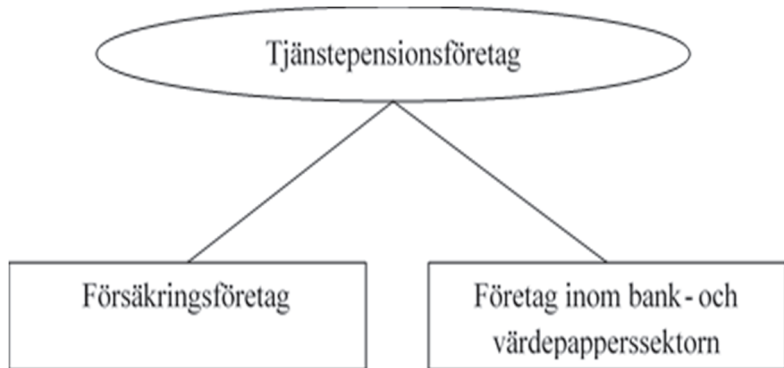 Tjänstepensionsföretag
Försäkringsföretag
Företag inom bank- och
värdepapperssektorn